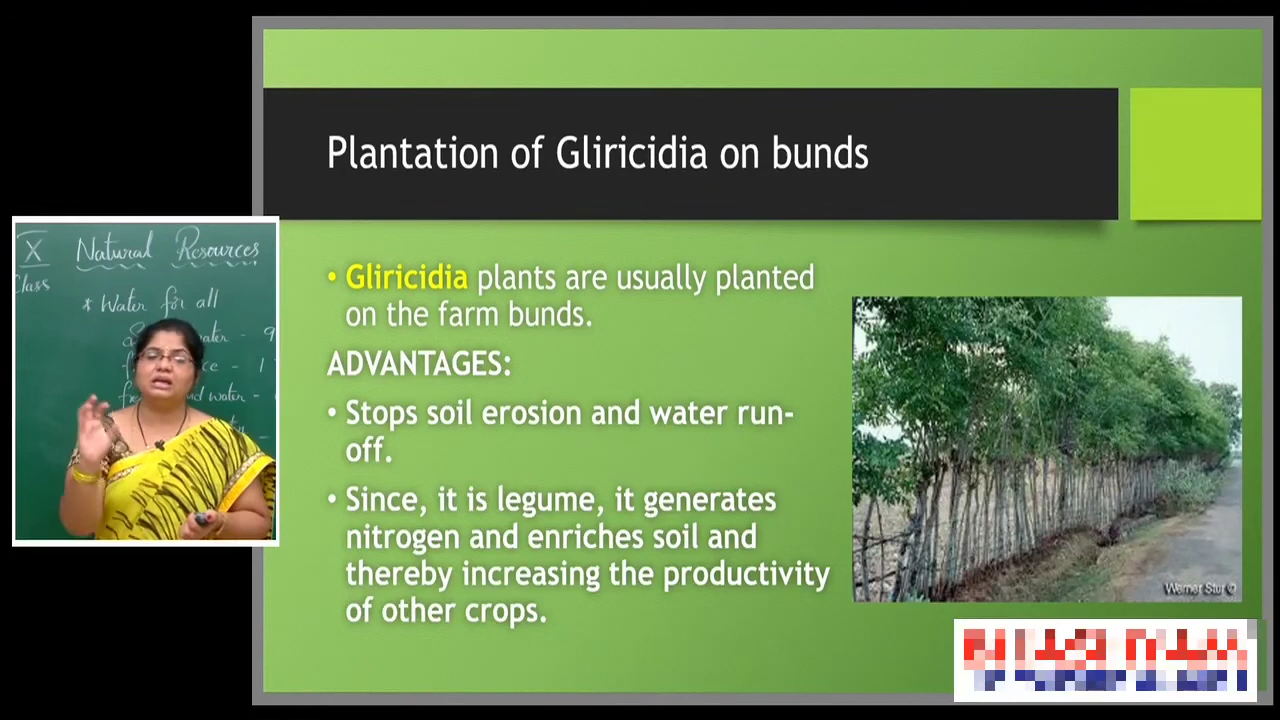 Plantation of Gliricidia on bunds
• Gliricidia plants are usually planted
on the farm bunds.
ADVANTAGES:
• Stops soil erosion and water run-
off.
• Since, it is legume, it generates
nitrogen and enriches soil and
thereby increasing the productivity
of other crops.
Werner Stur ©
X Natural Resources
Class
* Water for all